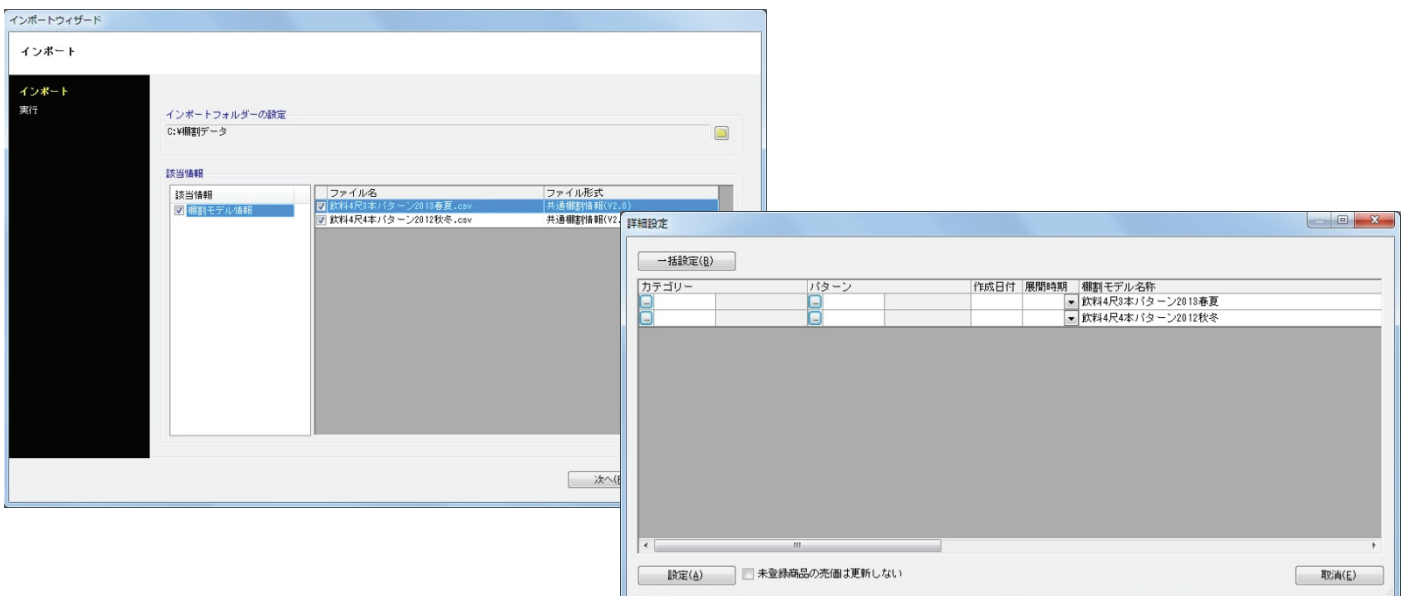 インポートウィザード
インポート
インポート
実行
インポートフォルダーの設定
C:¥棚割データ
該当情報
該当情報
棚割モデル情報
ファイル名 ファイル形式
飲料4尺3本パターン2013春夏.csv 共通棚割情報(V2.0)
飲料4尺4本パターン2012秋冬.csv 共通棚割情報(V2.
次へ(
詳細設定
一括設定(B)
カテゴリー パターン 作成日付 展開時期 棚割モデル名称
... ... 飲料4尺3本パターン2013春夏
... ... 飲料4尺4本パターン2012秋冬
設定(A) 未登録商品の売価は更新しない 取消(E)